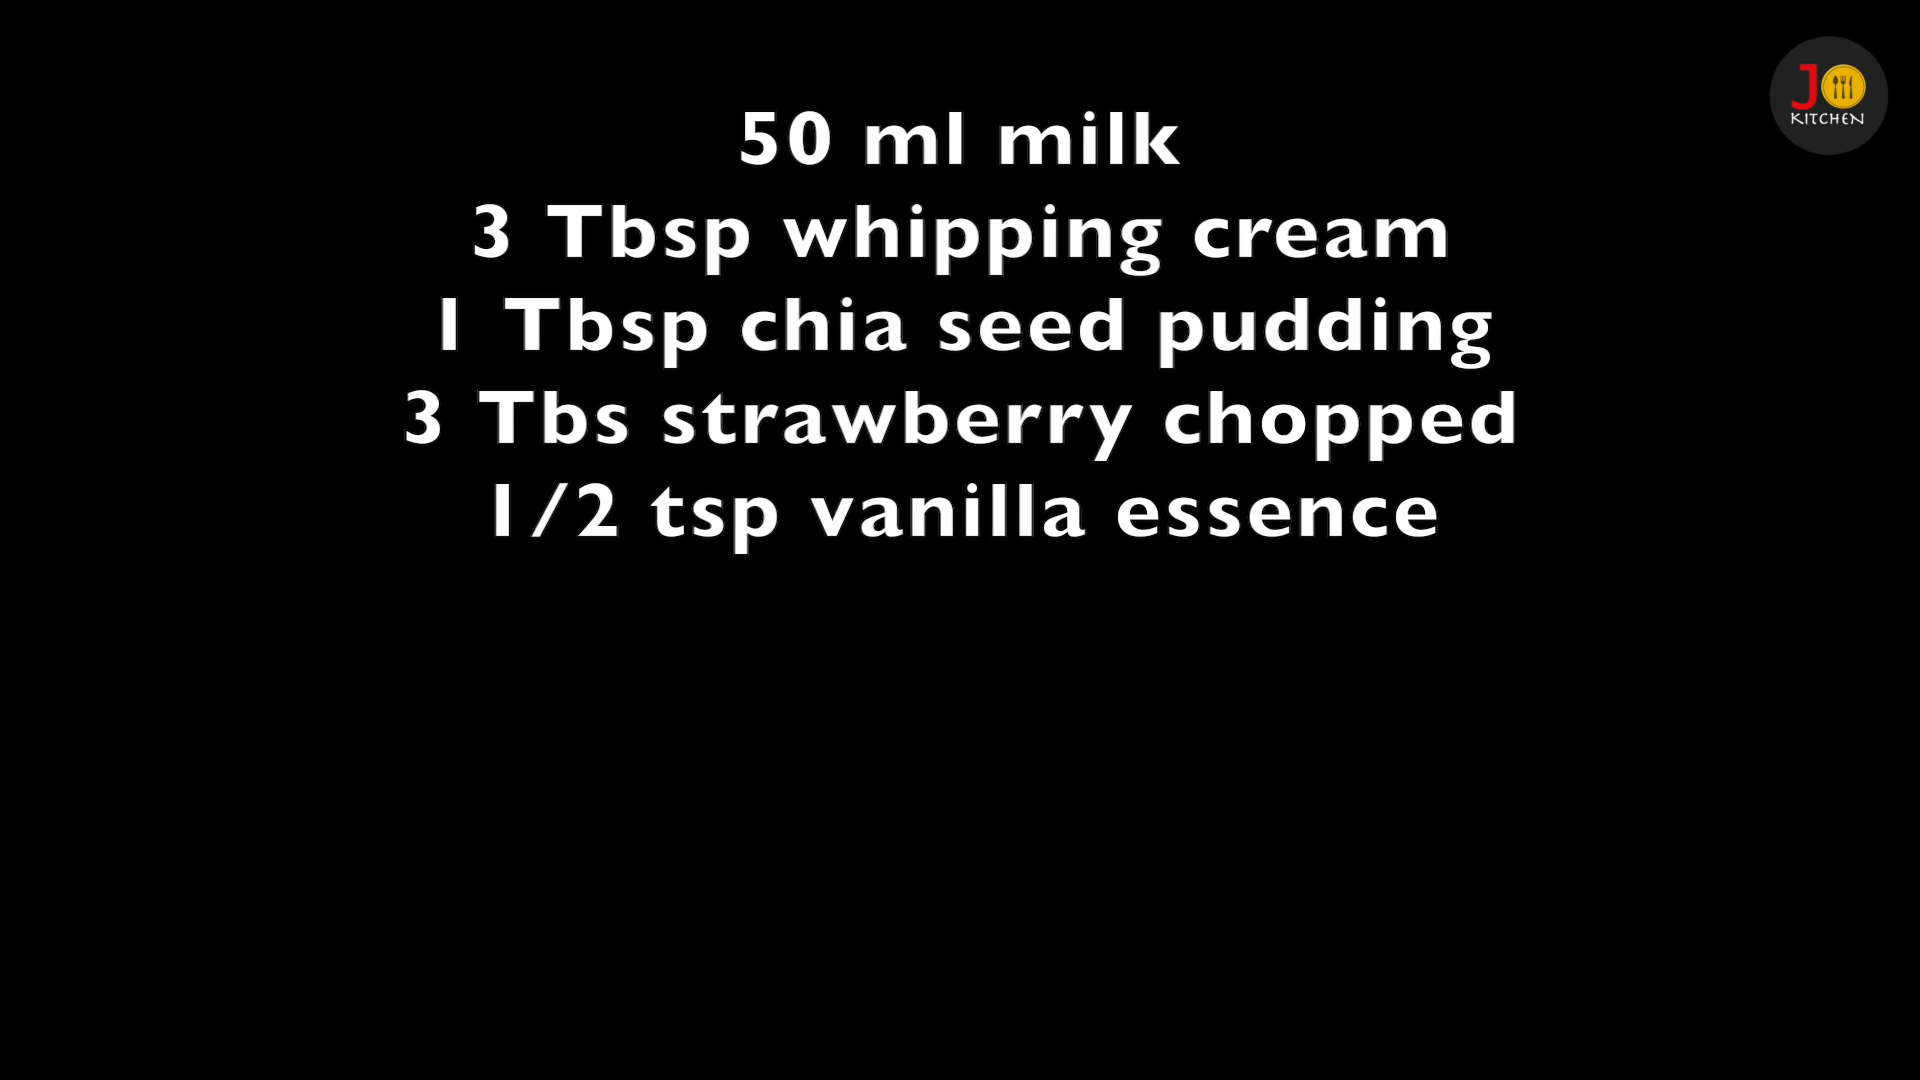 50 ml milk
3 Tbsp whipping cream
1 Tbsp chia seed pudding
3 Tbs strawberry chopped
1/2 tsp vanilla essence
JO
KITCHEN